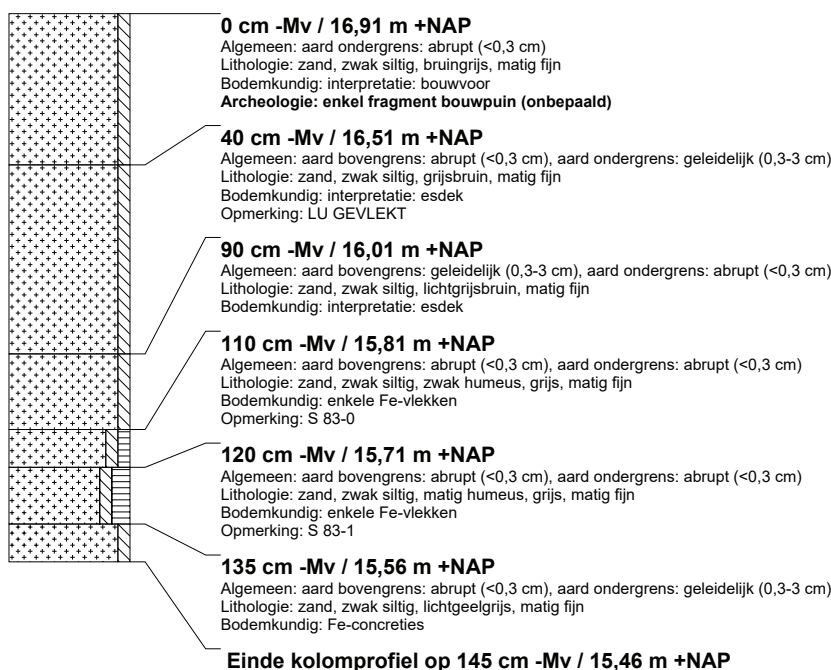 0 cm -Mv / 16,91 m +NAP
Algemeen: aard ondergrens: abrupt (<0,3 cm)
Lithologie: zand, zwak siltig, bruingrijs, matig fijn
Bodemkundig: interpretatie: bouwvoor
Archeologie: enkel fragment bouwpuin (onbepaald)
40 cm -Mv / 16,51 m +NAP
Algemeen: aard bovengrens: abrupt (<0,3 cm), aard ondergrens: geleidelijk (0,3-3 cm)
Lithologie: zand, zwak siltig, grijsbruin, matig fijn
Bodemkundig: interpretatie: esdek
Opmerking: LU GEVLEKT
90 cm -Mv / 16,01 m +NAP
Algemeen: aard bovengrens: geleidelijk (0,3-3 cm), aard ondergrens: abrupt (<0,3 cm)
Lithologie: zand, zwak siltig, lichtgrijsbruin, matig fijn
Bodemkundig: interpretatie: esdek
110 cm -Mv / 15,81 m +NAP
Algemeen: aard bovengrens: abrupt (<0,3 cm), aard ondergrens: abrupt (<0,3 cm)
Lithologie: zand, zwak siltig, zwak humeus, grijs, matig fijn
Bodemkundig: enkele Fe-vlekken
Opmerking: S 83-0
120 cm -Mv / 15,71 m +NAP
Algemeen: aard bovengrens: abrupt (<0,3 cm), aard ondergrens: abrupt (<0,3 cm)
Lithologie: zand, zwak siltig, matig humeus, grijs, matig fijn
Bodemkundig: enkele Fe-vlekken
Opmerking: S 83-1
135 cm -Mv / 15,56 m +NAP
Algemeen: aard bovengrens: abrupt (<0,3 cm), aard ondergrens: geleidelijk (0,3-3 cm)
Lithologie: zand, zwak siltig, lichtgeelgrijs, matig fijn
Bodemkundig: Fe-concreties
Einde kolomprofiel op 145 cm -Mv / 15,46 m +NAP